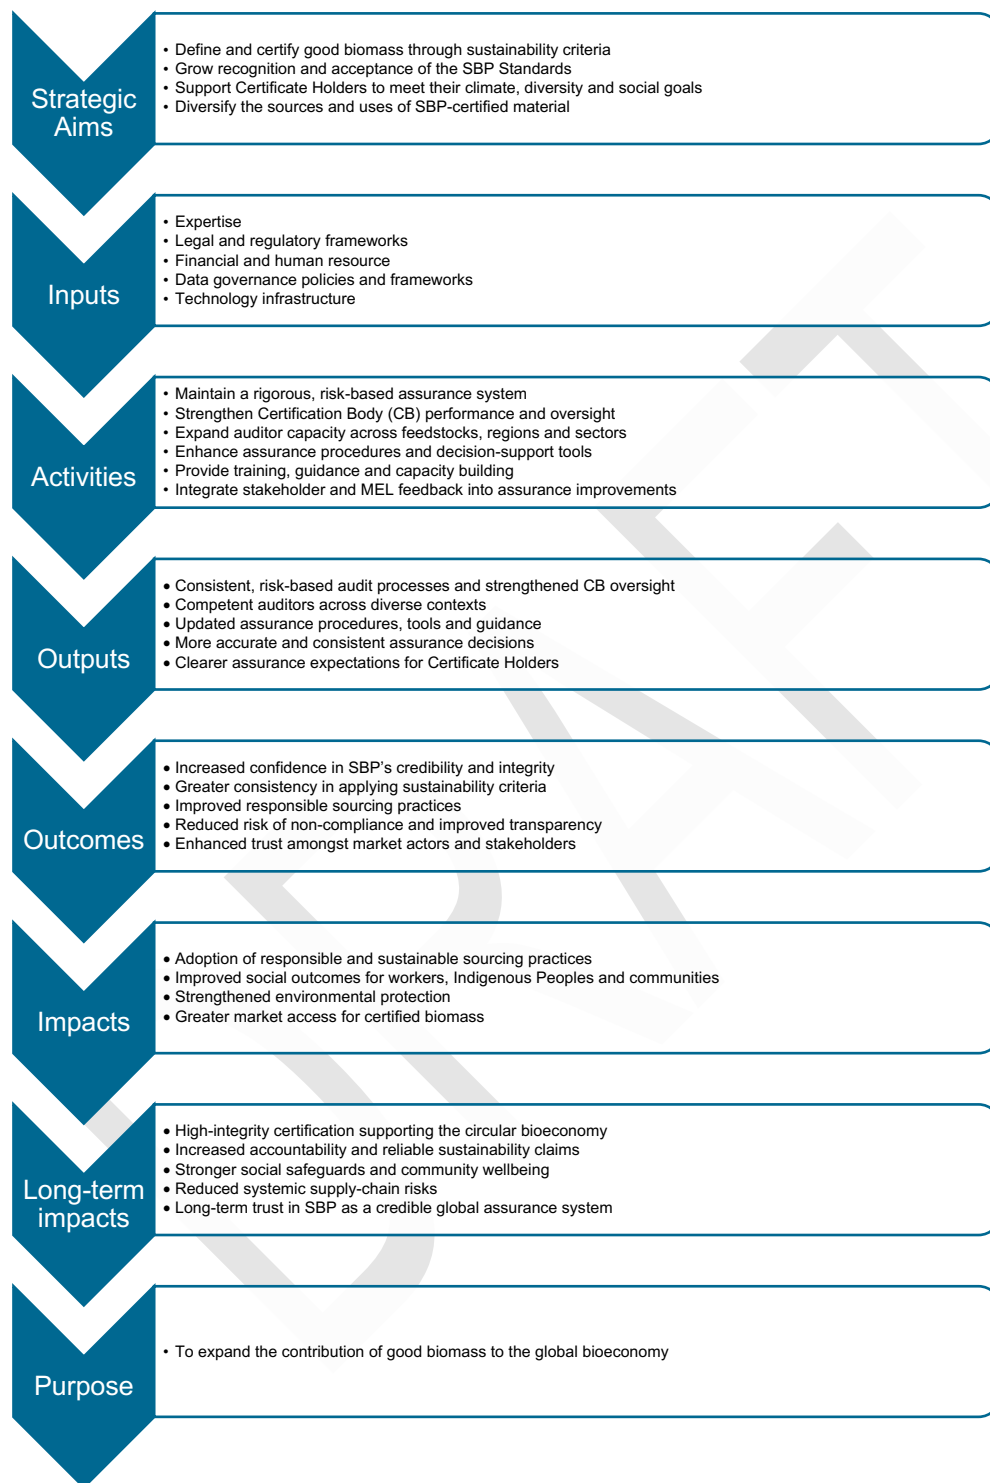 Strategic
Aims
• Define and certify good biomass through sustainability criteria
• Grow recognition and acceptance of the SBP Standards
• Support Certificate Holders to meet their climate, diversity and social goals
• Diversify the sources and uses of SBP-certified material
Inputs
• Expertise
• Legal and regulatory frameworks
• Financial and human resource
• Data governance policies and frameworks
• Technology infrastructure
Activities
• Maintain a rigorous, risk-based assurance system
• Strengthen Certification Body (CB) performance and oversight
• Expand auditor capacity across feedstocks, regions and sectors
• Enhance assurance procedures and decision-support tools
• Provide training, guidance and capacity building
• Integrate stakeholder and MEL feedback into assurance improvements
Outputs
• Consistent, risk-based audit processes and strengthened CB oversight
• Competent auditors across diverse contexts
• Updated assurance procedures, tools and guidance
• More accurate and consistent assurance decisions
• Clearer assurance expectations for Certificate Holders
Outcomes
• Increased confidence in SBP's credibility and integrity
• Greater consistency in applying sustainability criteria
• Improved responsible sourcing practices
• Reduced risk of non-compliance and improved transparency
• Enhanced trust amongst market actors and stakeholders
Impacts
• Adoption of responsible and sustainable sourcing practices
• Improved social outcomes for workers, Indigenous Peoples and communities
• Strengthened environmental protection
• Greater market access for certified biomass
Long-term
impacts
• High-integrity certification supporting the circular bioeconomy
• Increased accountability and reliable sustainability claims
• Stronger social safeguards and community wellbeing
• Reduced systemic supply-chain risks
• Long-term trust in SBP as a credible global assurance system
Purpose
• To expand the contribution of good biomass to the global bioeconomy
DRAFT